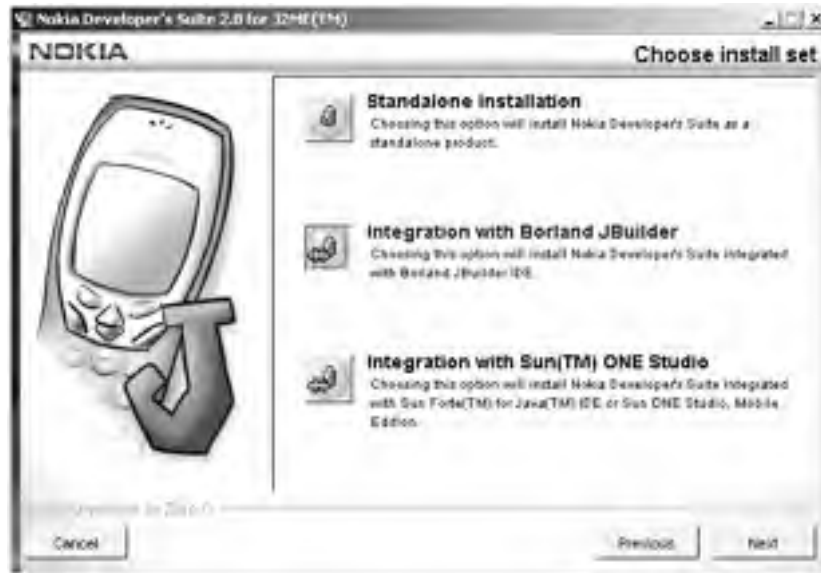 Nokia Developer's Suite 2.0 for J2ME(TM)
NOKIA
Choose install set
Standalone Installation
Choosing this option will install Nokia Developer's Suite as a
standalone product.
Integration with Borland JBuilder
Choosing this option will install Nokia Developer's Suite integrated
with Borland JBuilder IDE.
Integration with Sun(TM) ONE Studio
Choosing this option will install Nokia Developer's Suite integrated
with Sun Forte(TM) for Java(TM) IDE or Sun ONE Studio, Mobile
Edition.
Cancel
Previous
Next